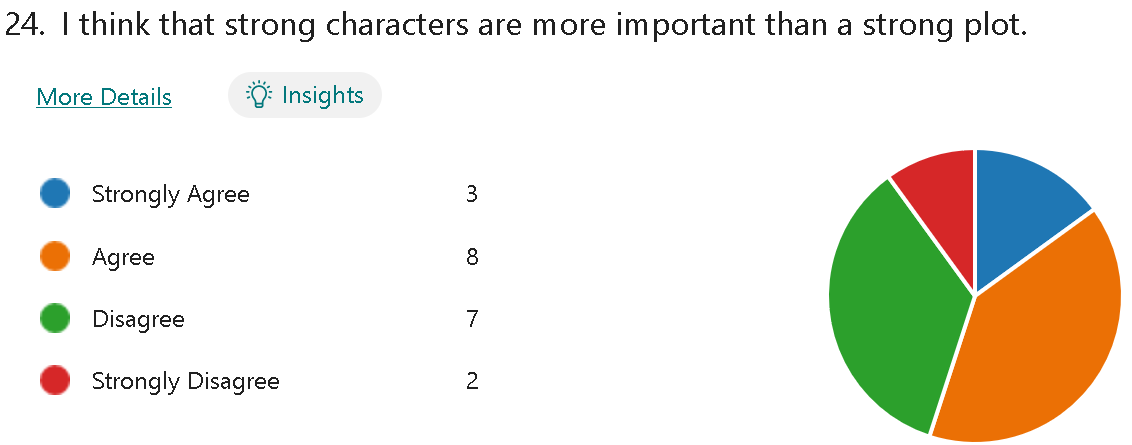 24. I think that strong characters are more important than a strong plot.
More Details Insights
Strongly Agree 3
Agree 8
Disagree 7
Strongly Disagree 2